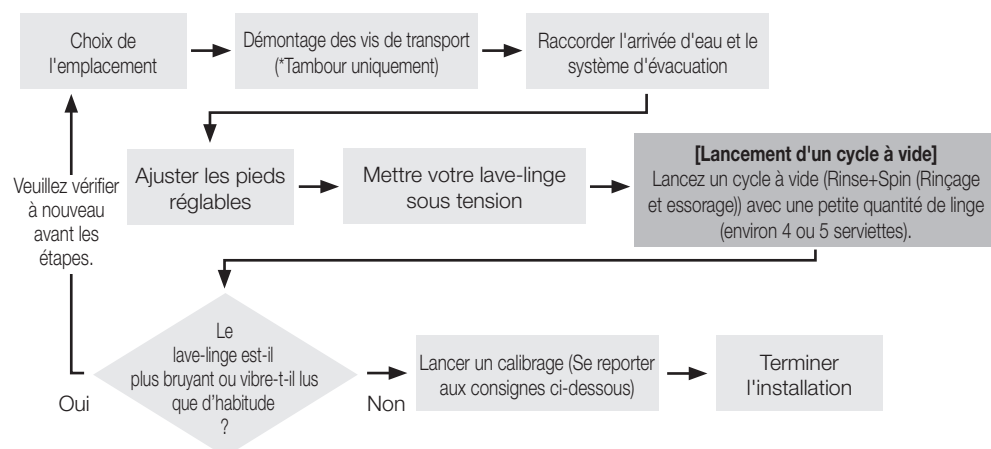 Choix de
l'emplacement
Démontage des vis de transport
(*Tambour uniquement)
Raccorder l'arrivée d'eau et le
système d'évacuation
Ajuster les pieds
réglables
Mettre votre lave-linge
sous tension
[Lancement d'un cycle à vide]
Lancez un cycle à vide (Rinse+Spin (Rinçage
et essorage)) avec une petite quantité de linge
(environ 4 ou 5 serviettes).
Veuillez vérifier
à nouveau
avant les
étapes.
Le
lave-linge est-il
plus bruyant ou vibre-t-il lus
que d’habitude
?
Oui
Non
Lancer un calibrage (Se reporter
aux consignes ci-dessous)
Terminer
l'installation